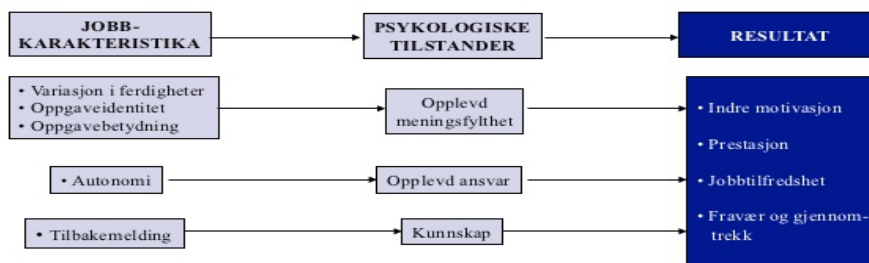 JOBB-
KARAKTERISTIKA
PSYKOLOGISKE
TILSTANDER
RESULTAT
• Variasjon i ferdigheter
• Oppgaveidentitet
• Oppgavebetydning
Opplevd
meningsfylthet
• Autonomi
Opplevd ansvar
• Tilbakemelding
Kunnskap
• Indre motivasjon
• Prestasjon
• Jobbtilfredshet
• Fravær og gjennom-
trekk